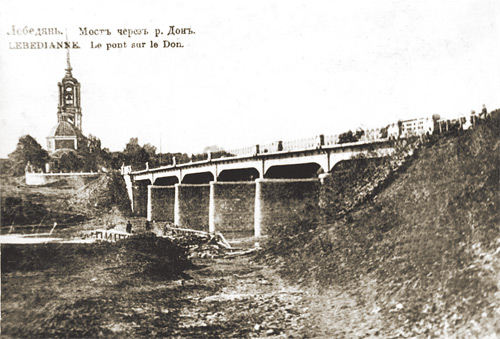 Лебедянь. Мостъ черезъ р. Донъ.
LEBEDIANNE. Le pont sur le Don.